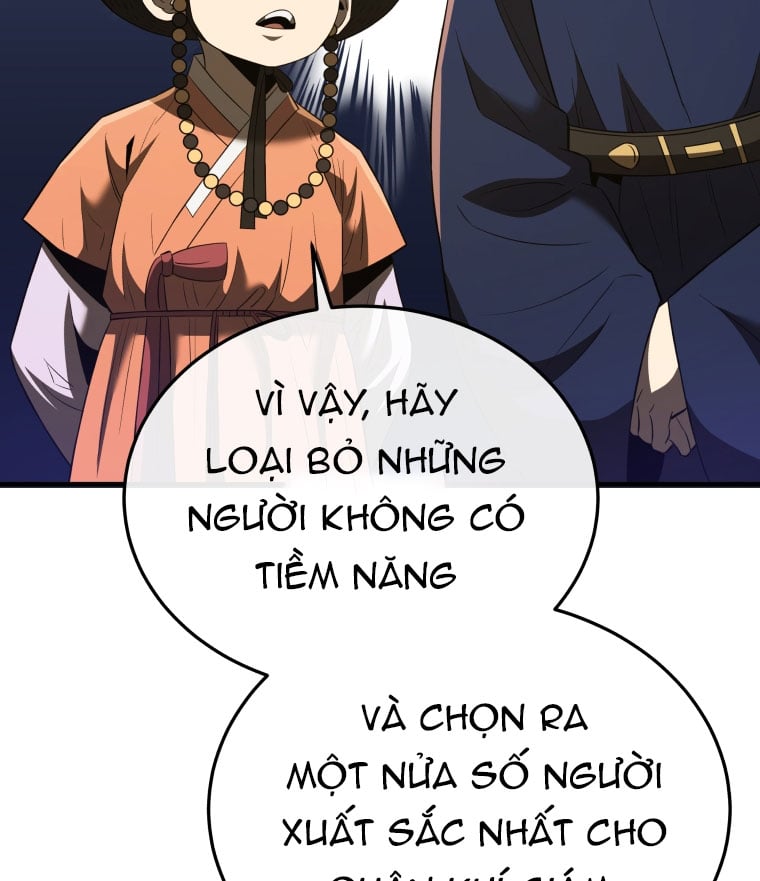 VÌ VẬY, HÃY
LOẠI BỎ NHỮNG
NGƯỜI KHÔNG CÓ
TIỀM NĂNG
VÀ CHỌN RA
MỘT NỬA SỐ NGƯỜI
XUẤT SẮC NHẤT CHO